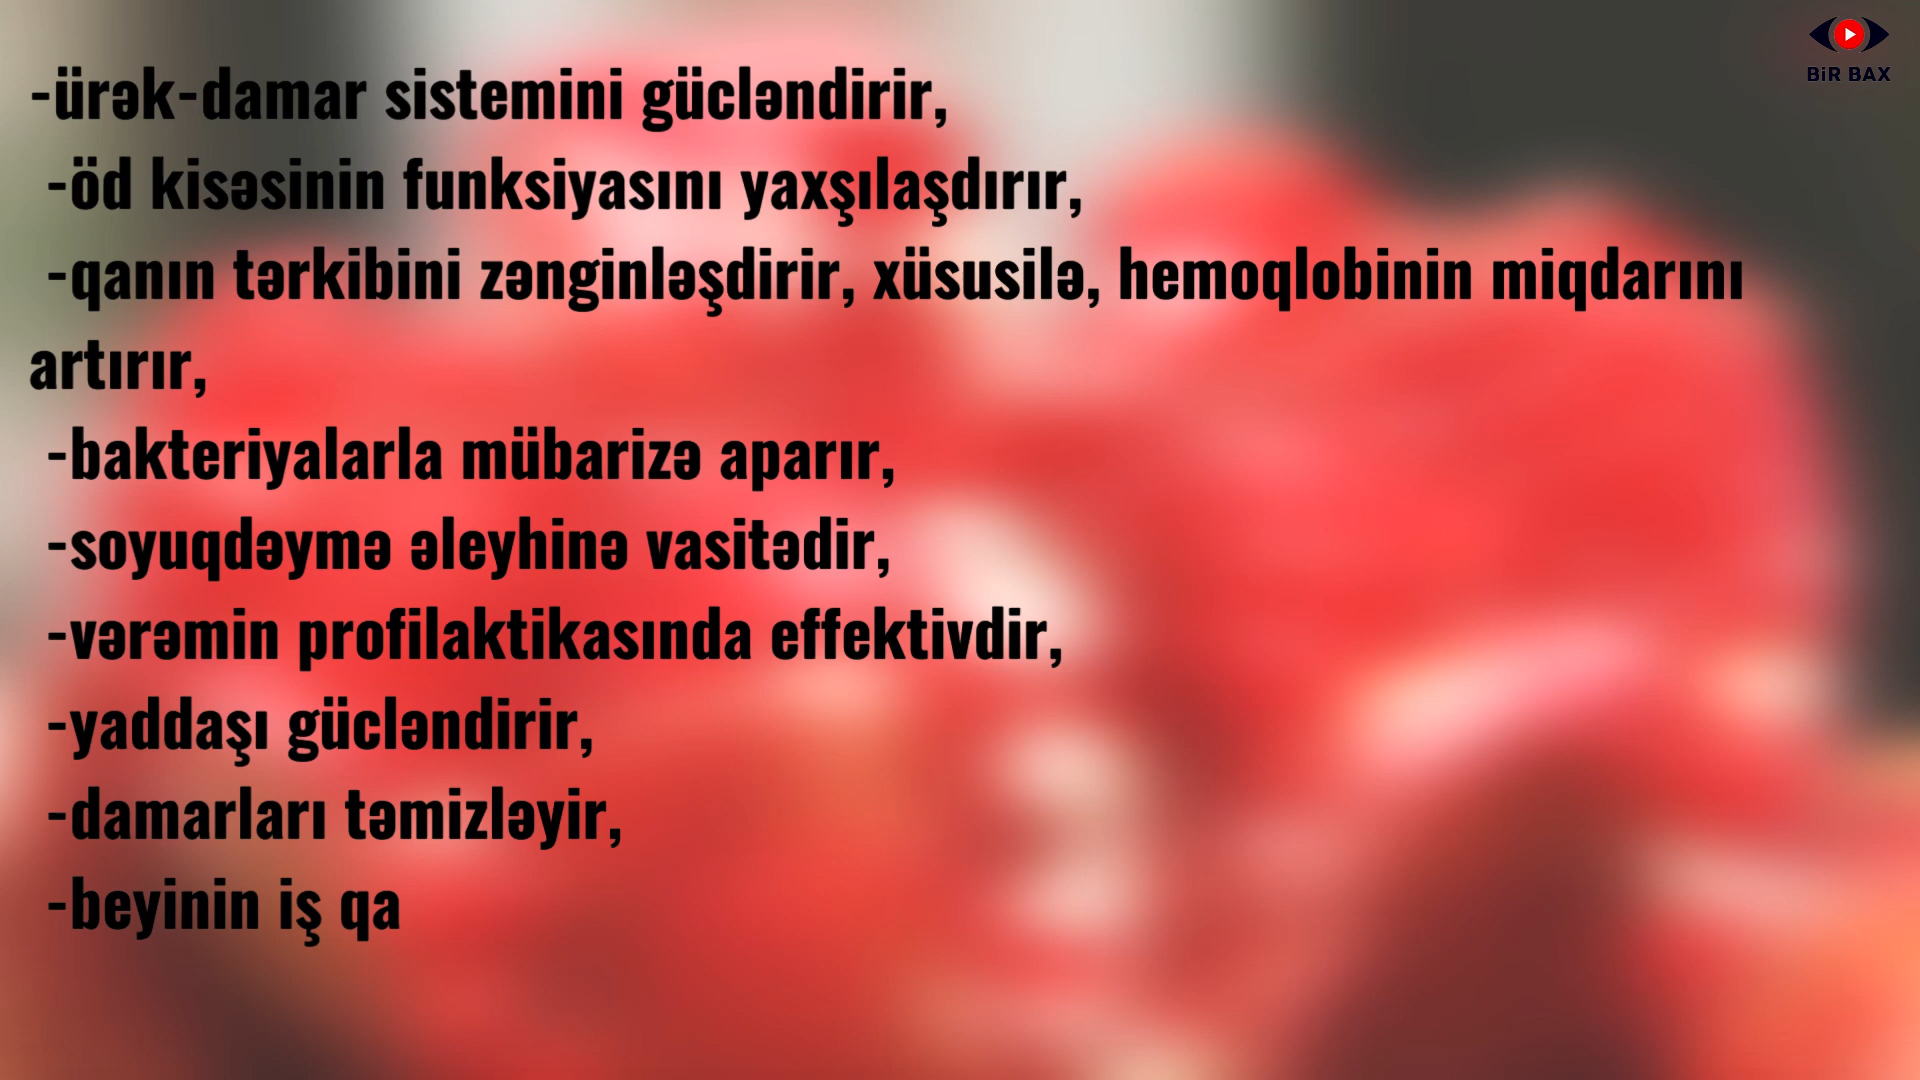 BiR BAX
-ürək-damar sistemini gücləndirir,
-öd kisəsinin funksiyasını yaxşılaşdırır,
-qanın tərkibini zənginləşdirir, xüsusilə, hemoqlobinin miqdarını
artırır,
-bakteriyalarla mübarizə aparır,
-soyuqdəymə əleyhinə vasitədir,
-vərəmin profilaktikasında effektivdir,
-yaddaşı gücləndirir,
-damarları təmizləyir,
-beyinin iş qa